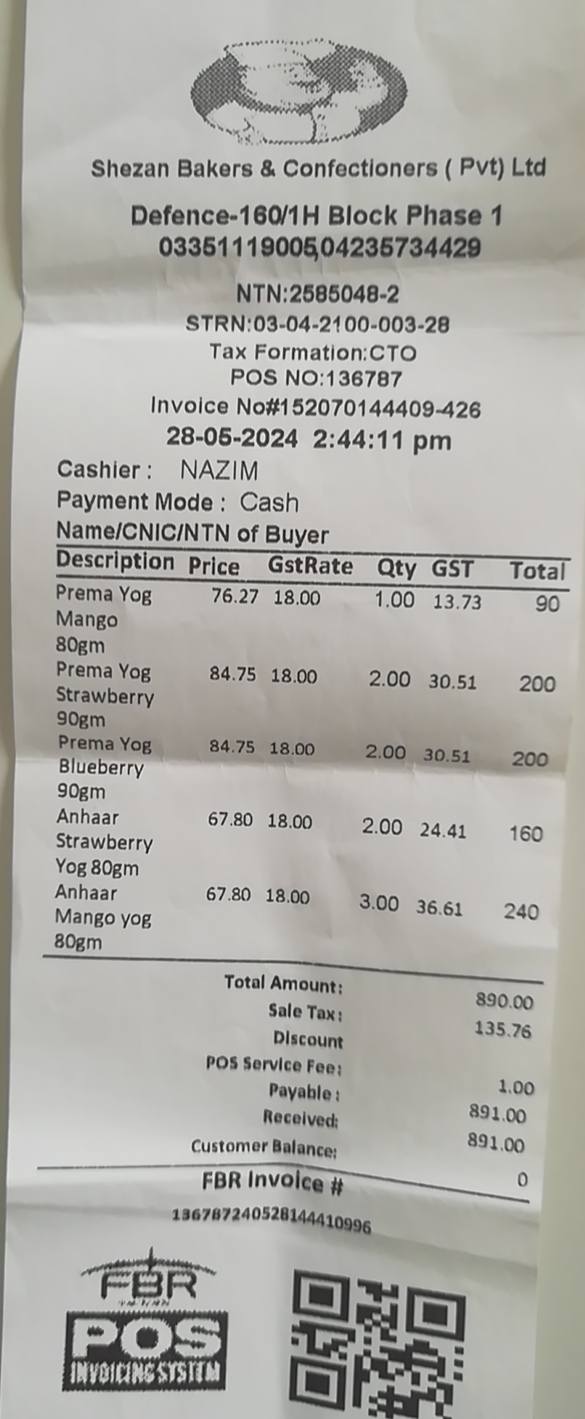 Shezan Bakers & Confectioners ( Pvt) Ltd
Defence-160/1H Block Phase 1
03351119005,04235734429
NTN:2585048-2
STRN:03-04-2100-003-28
Tax Formation:CTO
POS NO:136787
Invoice No#152070144409-426
28-05-2024 2:44:11 pm
Cashier : NAZIM
Payment Mode : Cash
Name/CNIC/NTN of Buyer
Description Price GstRate Qty GST Total
Prema Yog 76.27 18.00 1.00 13.73 90
Mango
80gm
Prema Yog 84.75 18.00 2.00 30.51 200
Strawberry
90gm
Prema Yog 84.75 18.00 2.00 30.51 200
Blueberry
90gm
Anhaar 67.80 18.00 2.00 24.41 160
Strawberry
Yog 80gm
Anhaar 67.80 18.00 3.00 36.61 240
Mango yog
80gm
Total Amount: 890.00
Sale Tax: 135.76
Discount
POS Service Fee: 1.00
Payable : 891.00
Received: 891.00
Customer Balance: 0
FBR Invoice #
136787240528144410996
FBR
POS
INVOICING SYSTEM